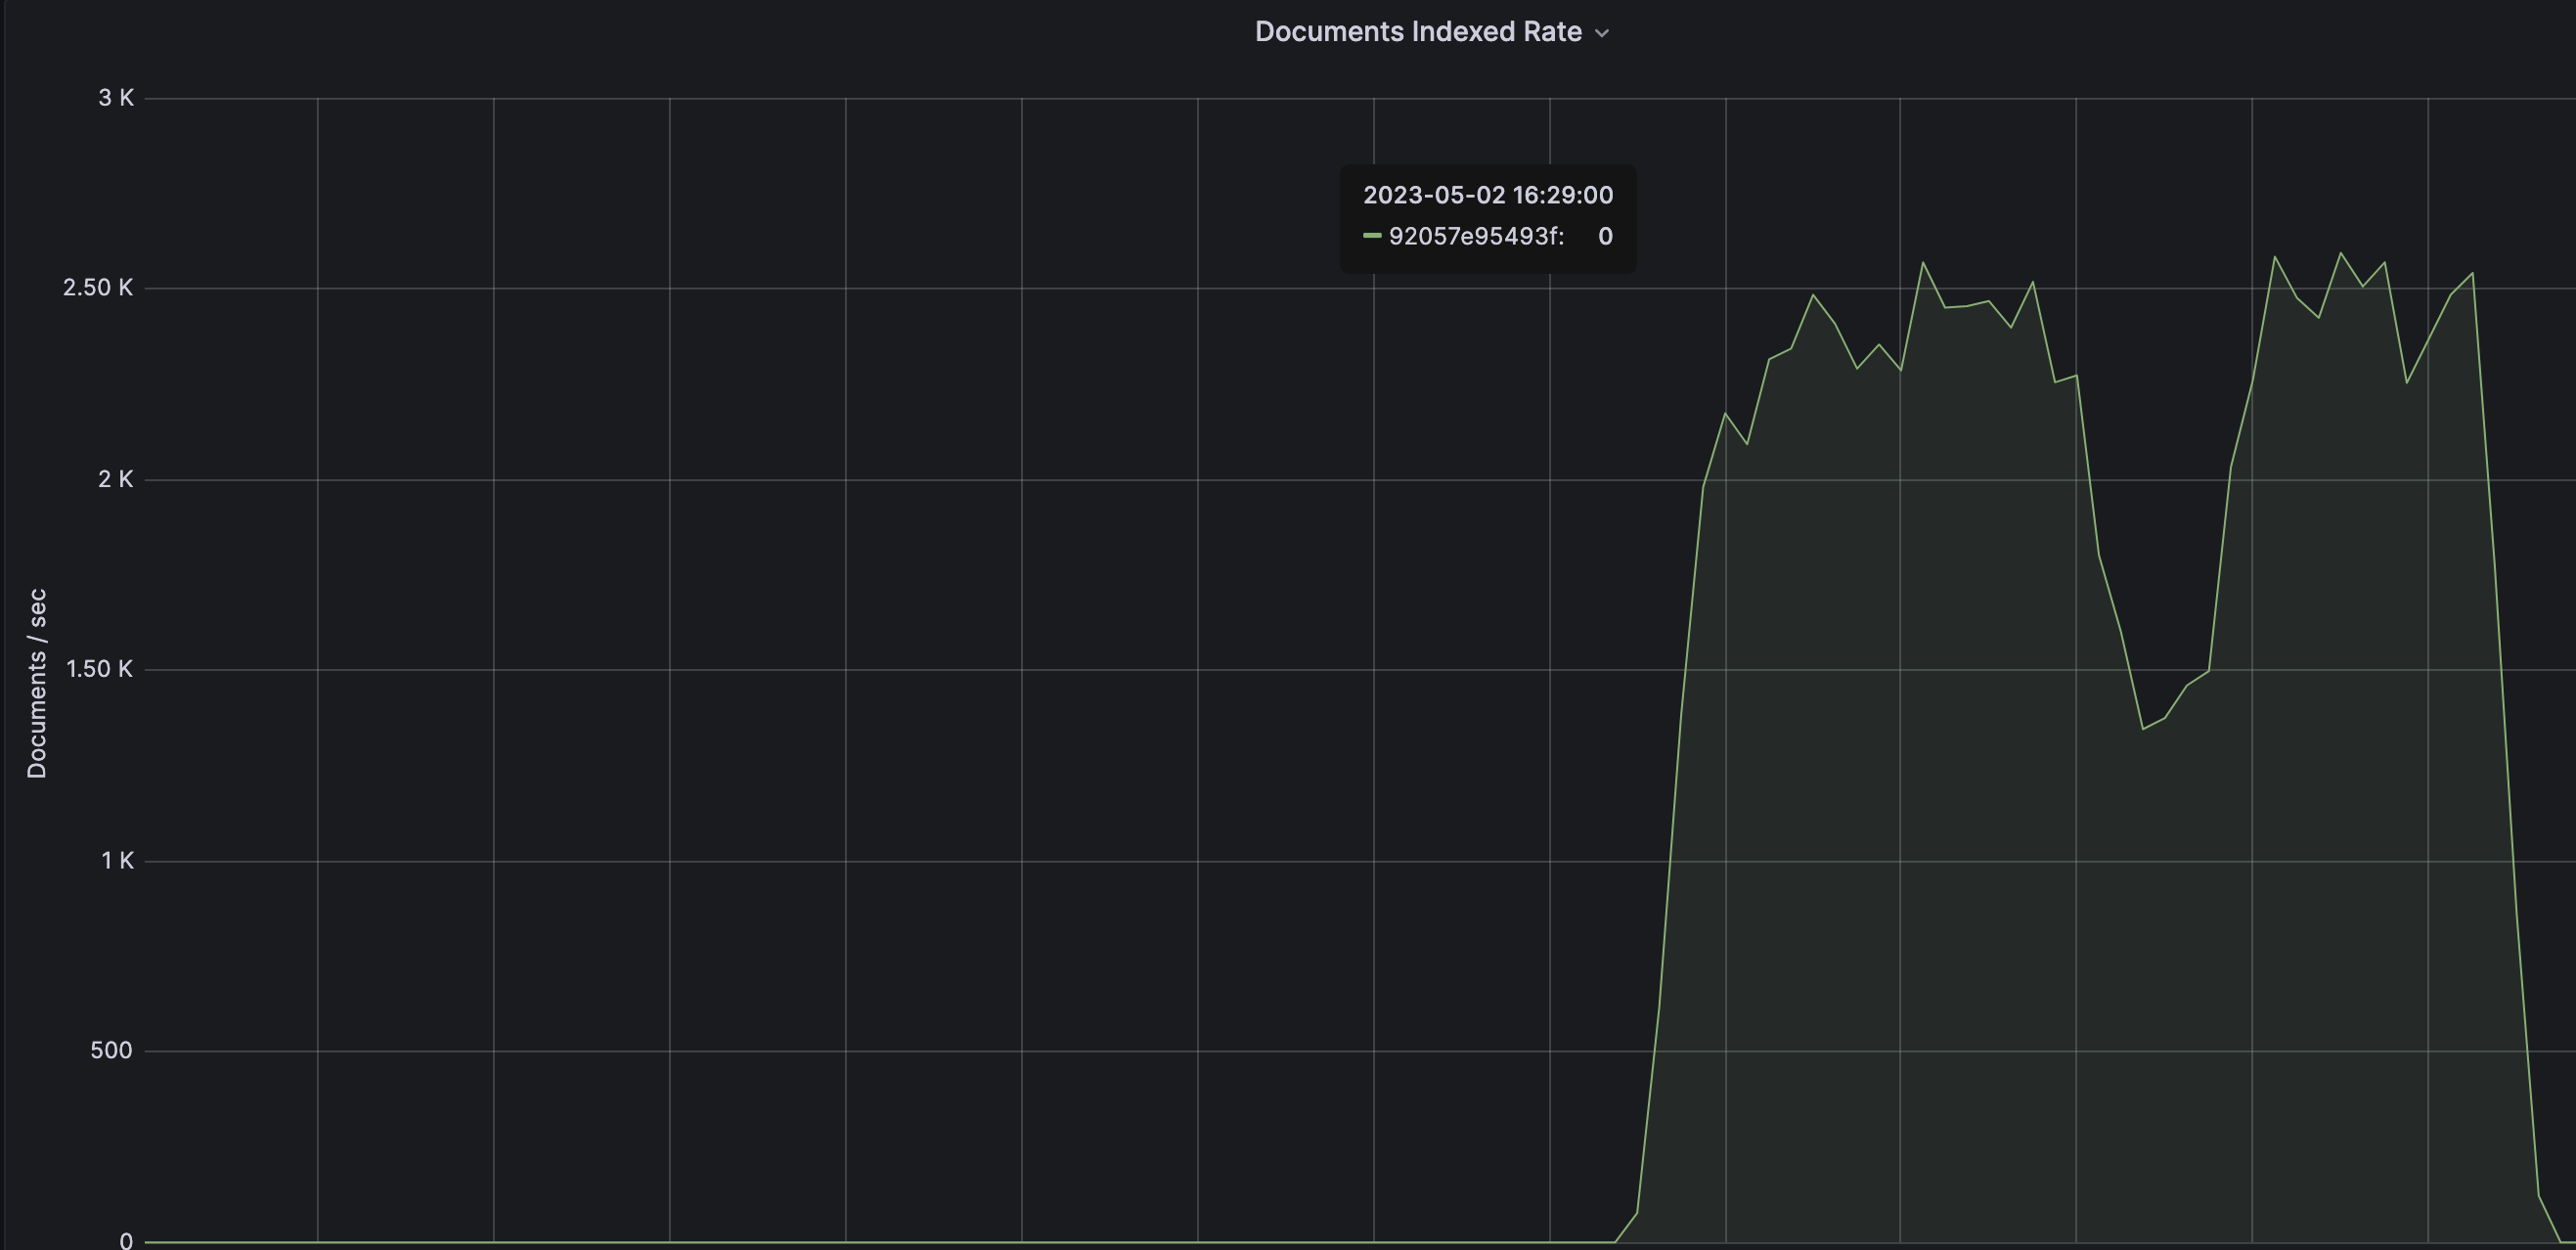 Documents Indexed Rate
3 K
2023-05-02 16:29:00
92057e95493f: 0
2.50 K
2 K
Documents / sec
1.50 K
1 K
500
0